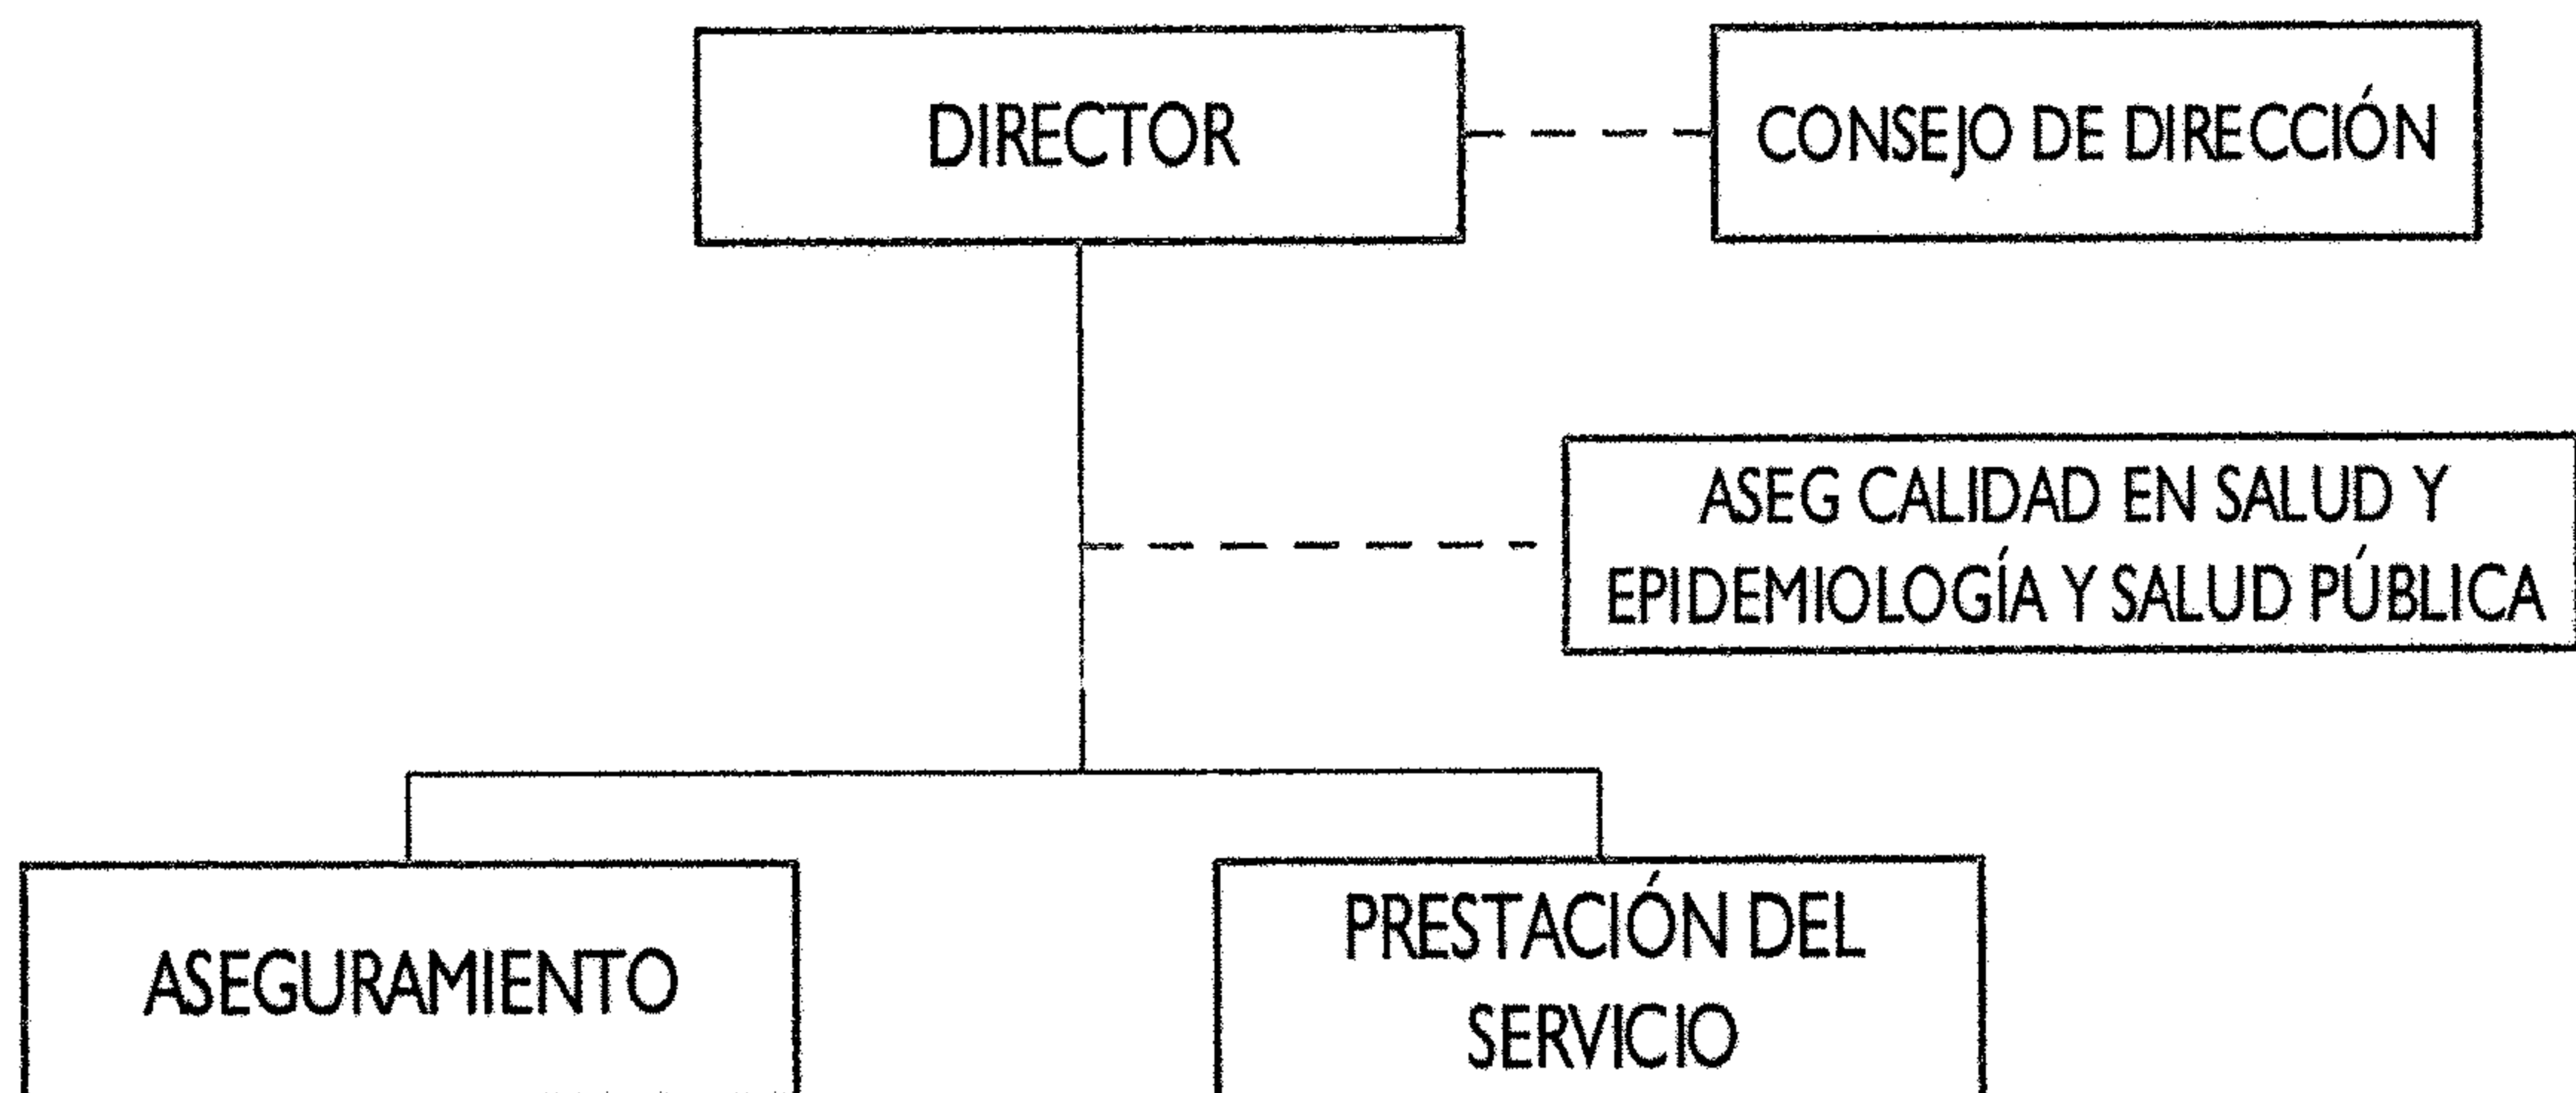 DIRECTOR
CONSEJO DE DIRECCIÓN
ASEG CALIDAD EN SALUD Y
EPIDEMIOLOGÍA Y SALUD PÚBLICA
ASEGURAMIENTO
PRESTACIÓN DEL
SERVICIO